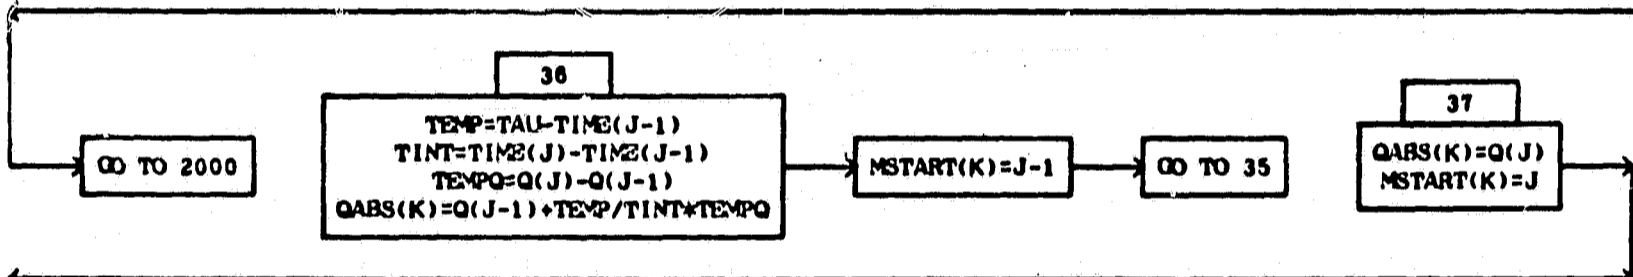 GO TO 2000
36
TEMP=TAU-TIME(J-1)
TINT=TIME(J)-TIME(J-1)
TEMPQ=Q(J)-Q(J-1)
QABS(K)=Q(J-1)+TEMP/TINT*TEMPQ
MSTART(K)=J-1
GO TO 35
37
QABS(K)=Q(J)
MSTART(K)=J